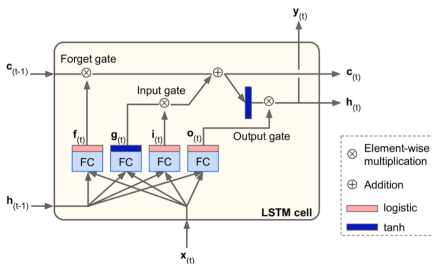 y(t)
Forget gate
c(t-1)
c(t)
Input gate
h(t)
f(t)
g(t)
i(t)
o(t)
Output gate
FC
FC
FC
FC
h(t-1)
LSTM cell
x(t)
Element-wise
multiplication
Addition
logistic
tanh